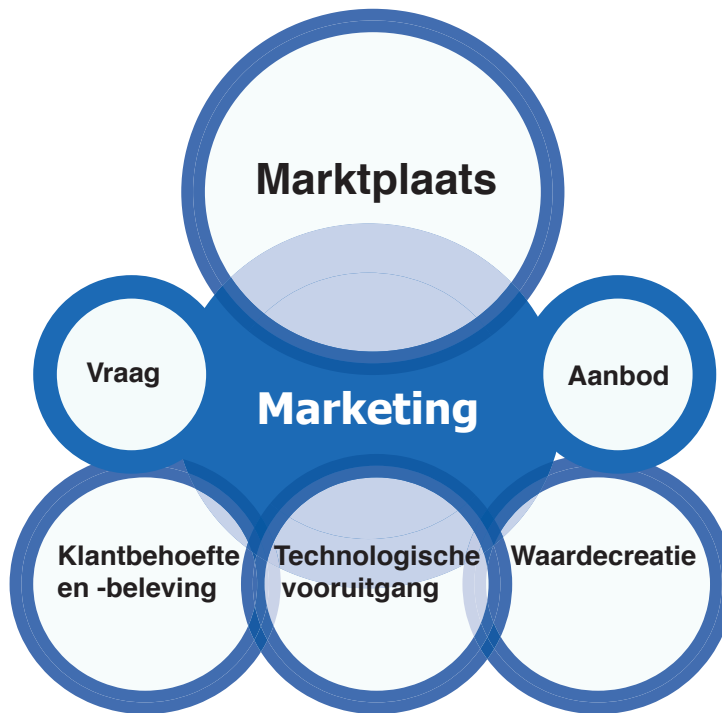 Marktplaats
Vraag
Aanbod
Marketing
Klantbehoefte
en -beleving
Technologische
vooruitgang
Waardecreatie